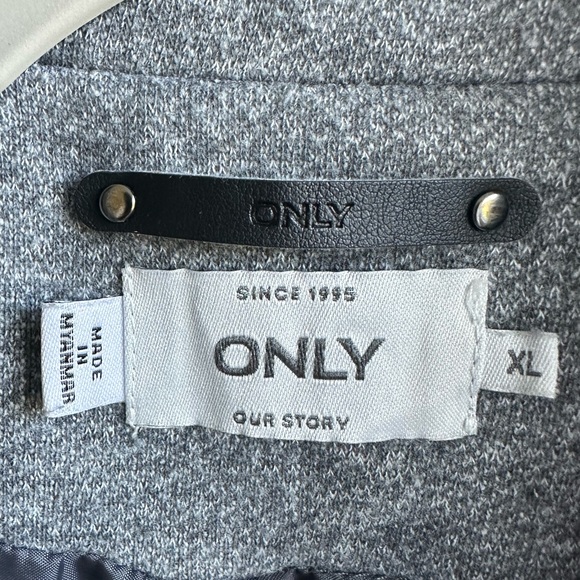 ONLY
SINCE 1995
ONLY
OUR STORY
MADE
IN
MYANMAR
XL